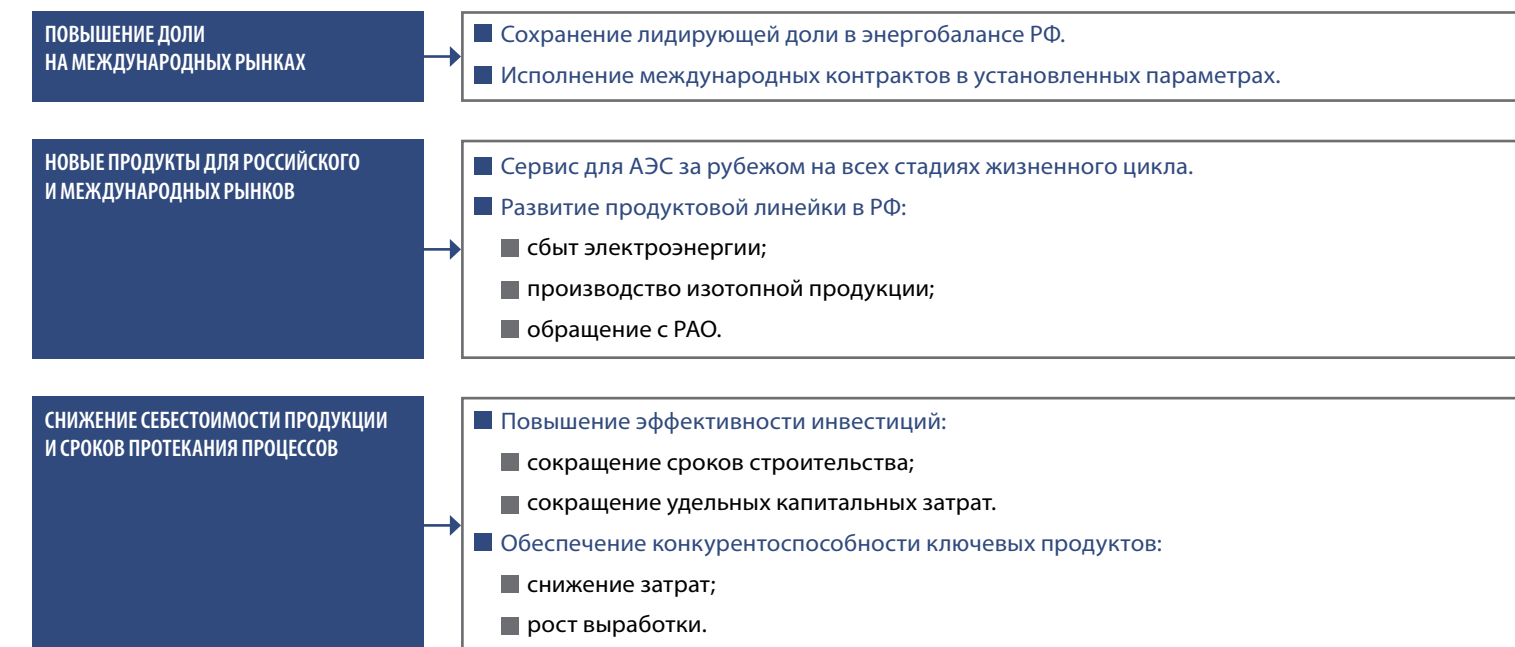 ПОВЫШЕНИЕ ДОЛИ
НА МЕЖДУНАРОДНЫХ РЫНКАХ
Сохранение лидирующей доли в энергобалансе РФ.
Исполнение международных контрактов в установленных параметрах.
НОВЫЕ ПРОДУКТЫ ДЛЯ РОССИЙСКОГО
И МЕЖДУНАРОДНЫХ РЫНКОВ
Сервис для АЭС за рубежом на всех стадиях жизненного цикла.
Развитие продуктовой линейки в РФ:
сбыт электроэнергии;
производство изотопной продукции;
обращение с РАО.
СНИЖЕНИЕ СЕБЕСТОИМОСТИ ПРОДУКЦИИ
И СРОКОВ ПРОТЕКАНИЯ ПРОЦЕССОВ
Повышение эффективности инвестиций:
сокращение сроков строительства;
сокращение удельных капитальных затрат.
Обеспечение конкурентоспособности ключевых продуктов:
снижение затрат;
рост выработки.